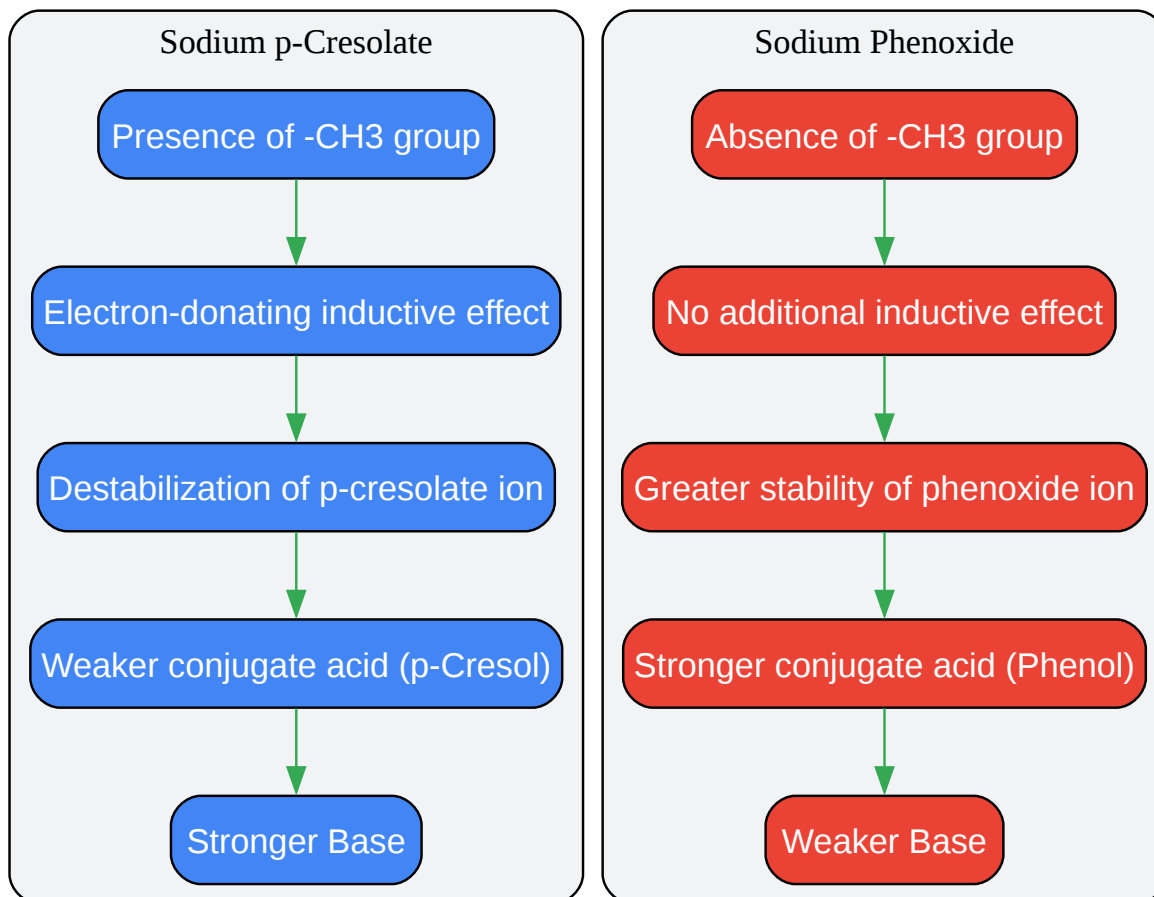 Sodium p-Cresolate
Presence of -CH3 group
Electron-donating inductive effect
Destabilization of p-cresolate ion
Weaker conjugate acid (p-Cresol)
Stronger Base
Sodium Phenoxide
Absence of -CH3 group
No additional inductive effect
Greater stability of phenoxide ion
Stronger conjugate acid (Phenol)
Weaker Base